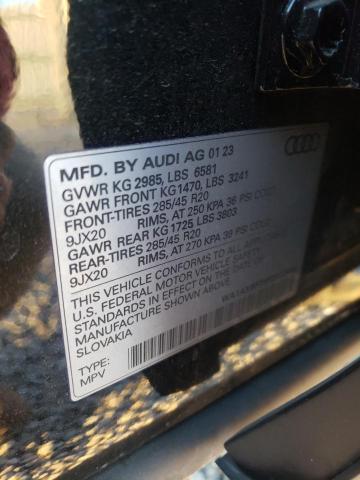 MFD. BY AUDI AG 01 23
GVWR KG 2985, LBS 6581
GAWR FRONT KG1470, LBS 3241
FRONT-TIRES 285/45 R20
9JX20 RIMS, AT 250 KPA 36 PSI COLD
GAWR REAR KG 1725 LBS 3803
REAR-TIRES 285/45 R20
9JX20 RIMS, AT 270 KPA 39 PSI COLD
THIS VEHICLE CONFORMS TO ALL
U.S. FEDERAL MOTOR VEHICLE SAFETY
STANDARDS IN EFFECT ON DATE OF
MANUFACTURE SHOWN ABOVE
SLOVAKIA
TYPE:
MPV